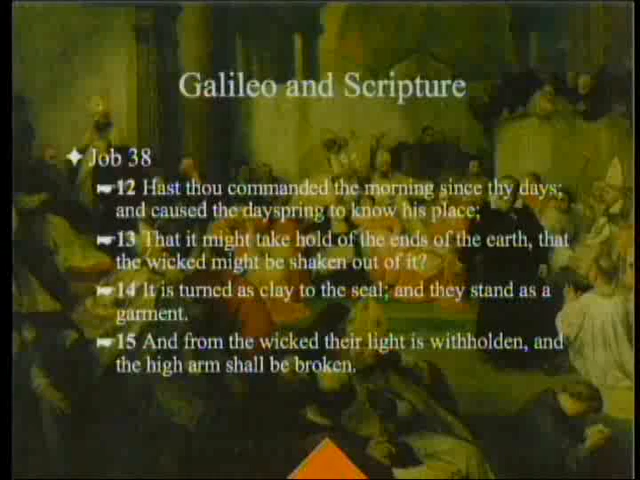 Galileo and Scripture
Job 38
12 Hast thou commanded the morning since thy days;
and caused the dayspring to know his place;
13 That it might take hold of the ends of the earth, that
the wicked might be shaken out of it?
14 It is turned as clay to the seal; and they stand as a
garment.
15 And from the wicked their light is withholden, and
the high arm shall be broken.